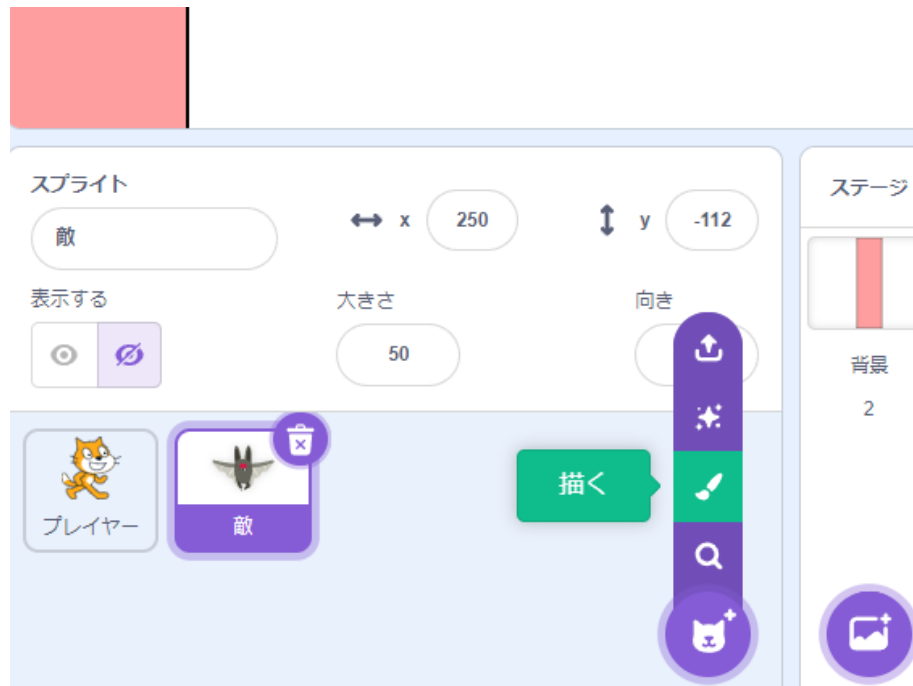 スプライト
敵
x 250
y -112
ステージ
表示する
大きさ
向き
50
背景
2
描く
プレイヤー
敵